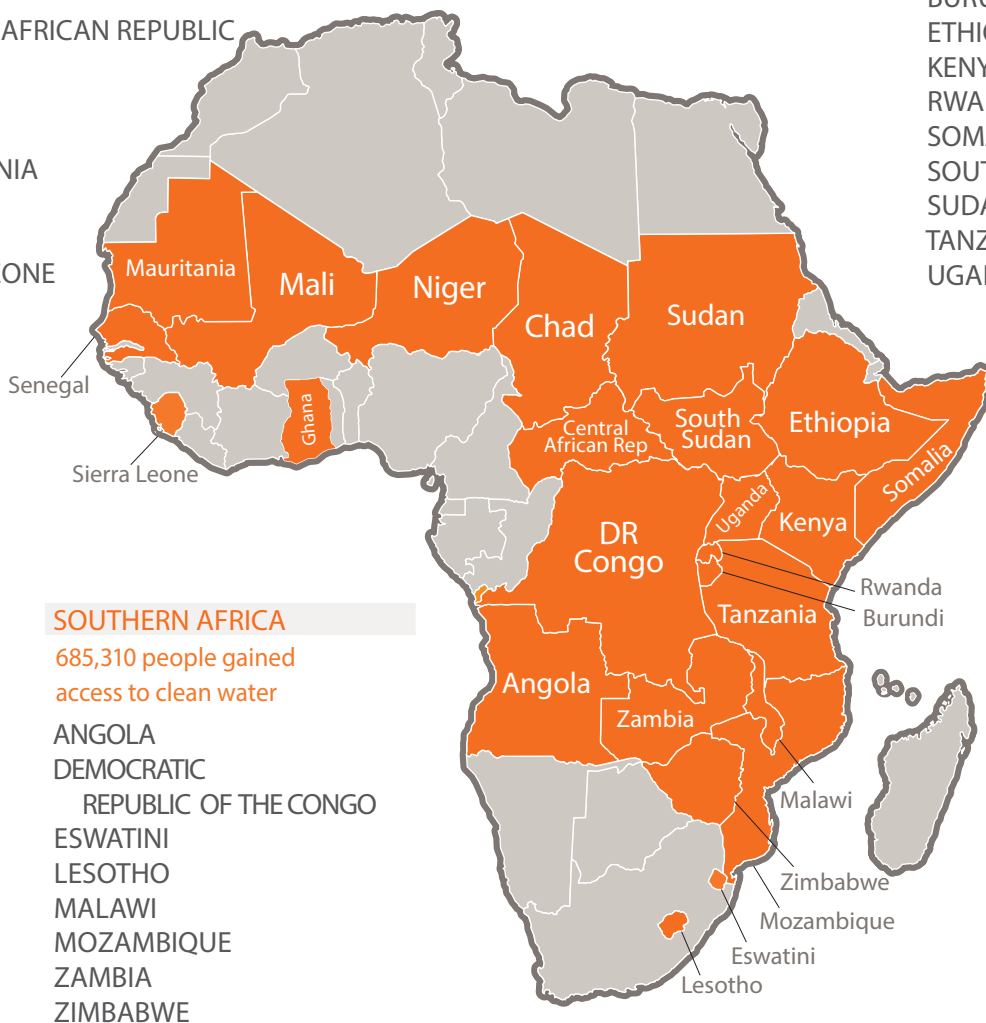 AFRICAN REPUBLIC
NIA
ONE
ETHIO
KENY
RWA
SOMA
SOUT
SUDA
TANZ
UGAN
Mauritania
Mali
Niger
Chad
Sudan
Senegal
Ghana
Central
African Rep
South
Sudan
Ethiopia
Somalia
Sierra Leone
Uganda
Kenya
DR
Congo
Rwanda
Burundi
Tanzania
Angola
Zambia
Malawi
Zimbabwe
Mozambique
Eswatini
Lesotho
SOUTHERN AFRICA
685,310 people gained
access to clean water
ANGOLA
DEMOCRATIC
REPUBLIC OF THE CONGO
ESWATINI
LESOTHO
MALAWI
MOZAMBIQUE
ZAMBIA
ZIMBABWE